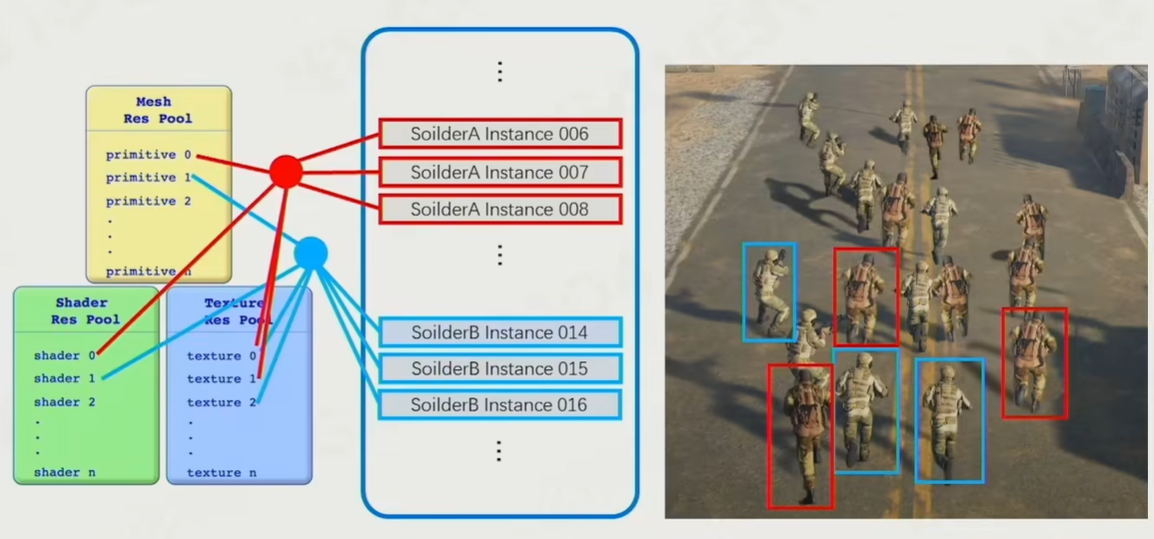 Mesh
Res Pool
primitive 0
primitive 1
primitive 2
.
.
.
primitive n
Shader
Res Pool
shader 0
shader 1
shader 2
.
.
.
shader n
Texture
Res Pool
texture 0
texture 1
texture 2
.
.
.
texture n
SoilderA Instance 006
SoilderA Instance 007
SoilderA Instance 008
SoilderB Instance 014
SoilderB Instance 015
SoilderB Instance 016